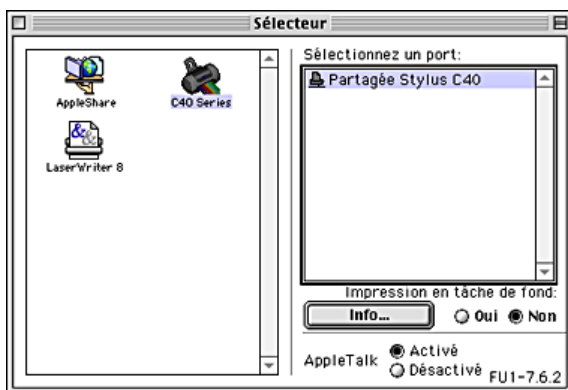 Sélecteur
AppleShare
C40 Series
LaserWriter 8
Sélectionnez un port:
Partagée Stylus C40
Impression en tâche de fond:
Info...
Oui
Non
AppleTalk
Activé
Désactivé
FU1-7.6.2